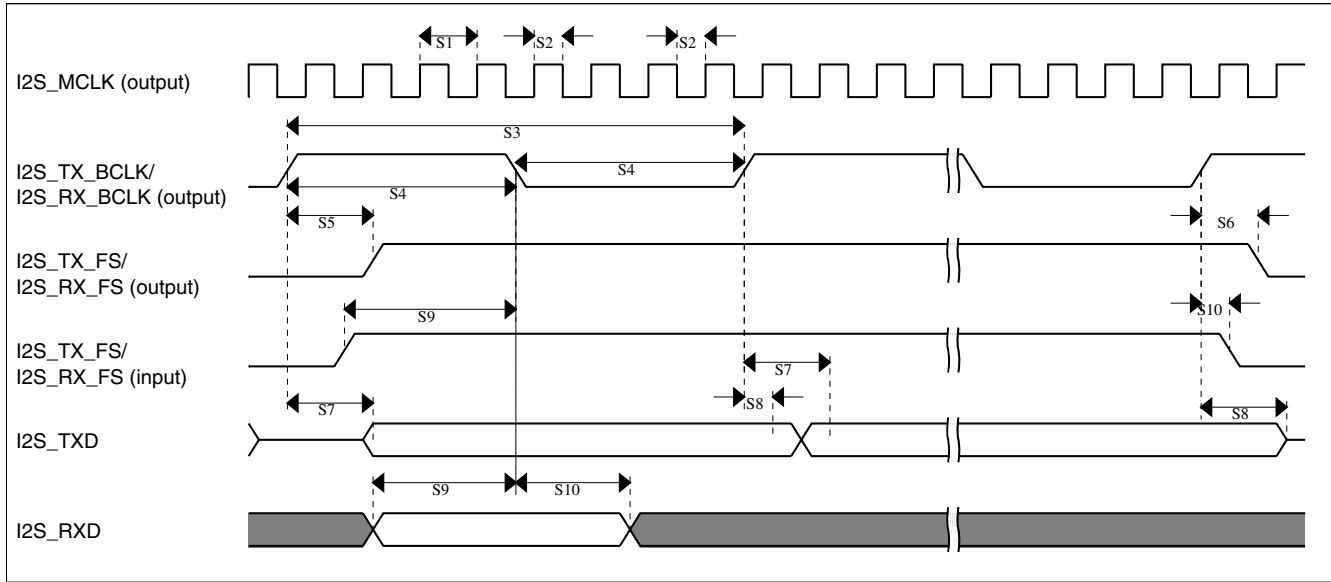 S1
S2
S2
I2S_MCLK (output)
S3
I2S_TX_BCLK/
I2S_RX_BCLK (output)
S4
S4
S5
S6
I2S_TX_FS/
I2S_RX_FS (output)
S9
S10
I2S_TX_FS/
I2S_RX_FS (input)
S7
S7
S8
S8
I2S_TXD
S9
S10
I2S_RXD